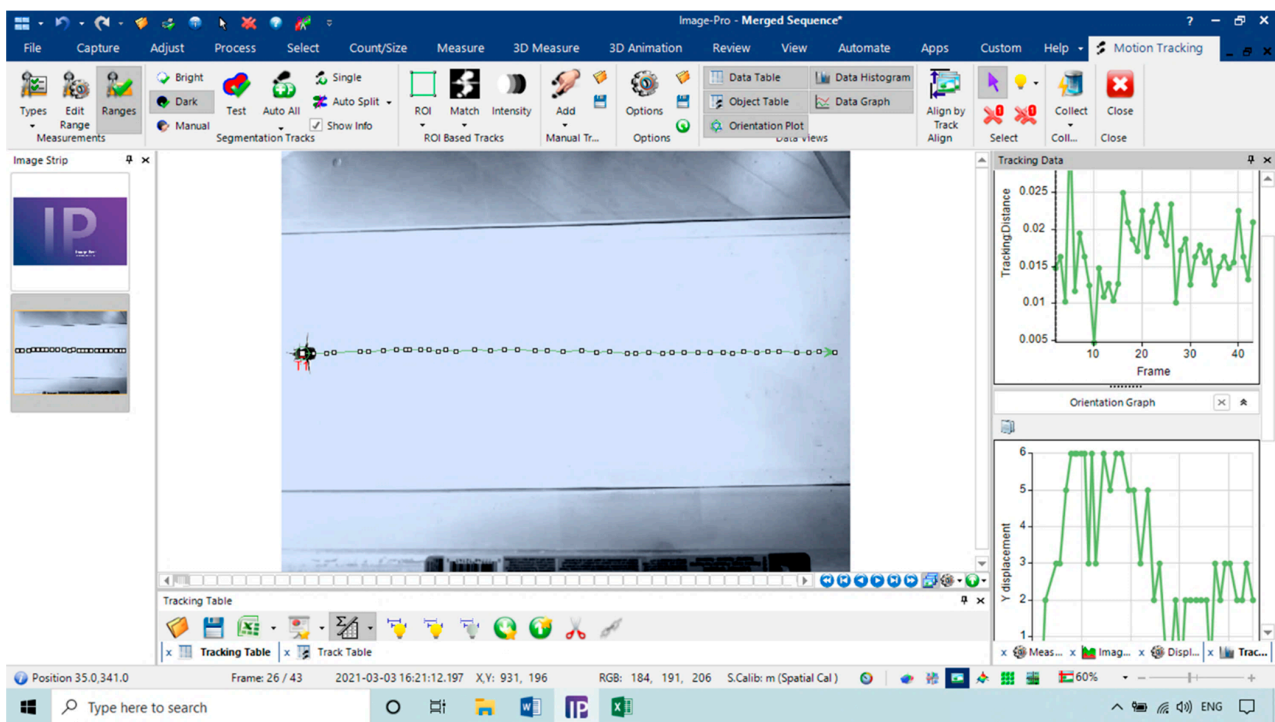 Image-Pro - Merged Sequence*
File Capture Adjust Process Select Count/Size Measure 3D Measure 3D Animation Review View Automate Apps Custom Help Motion Tracking
Types Edit Range Ranges
Measurements
Bright
Dark
Manual
Test Auto All
Single
Auto Split
Show Info
Segmentation Tracks
ROI Match Intensity
ROI Based Tracks
Add
Manual Tr...
Options
Options
Data Table Data Histogram
Object Table Data Graph
Orientation Plot
Data Views
Align by Track
Align
Select
Collect
Coll...
Close
Close
Image Strip
IP
T1
Tracking Data
Tracking:Distance
0.025
0.02
0.015
0.01
0.005
10 20 30 40
Frame
Orientation Graph
Y displacement
6
5
4
3
2
1
Tracking Table
x Tracking Table x Track Table
x Meas... x Imag... x Displ... x Trac...
Position 35.0,341.0 Frame: 26 / 43 2021-03-03 16:21:12.197 X,Y: 931, 196 RGB: 184, 191, 206 S.Calib: m (Spatial Cal ) 60%
Type here to search
IP
ENG